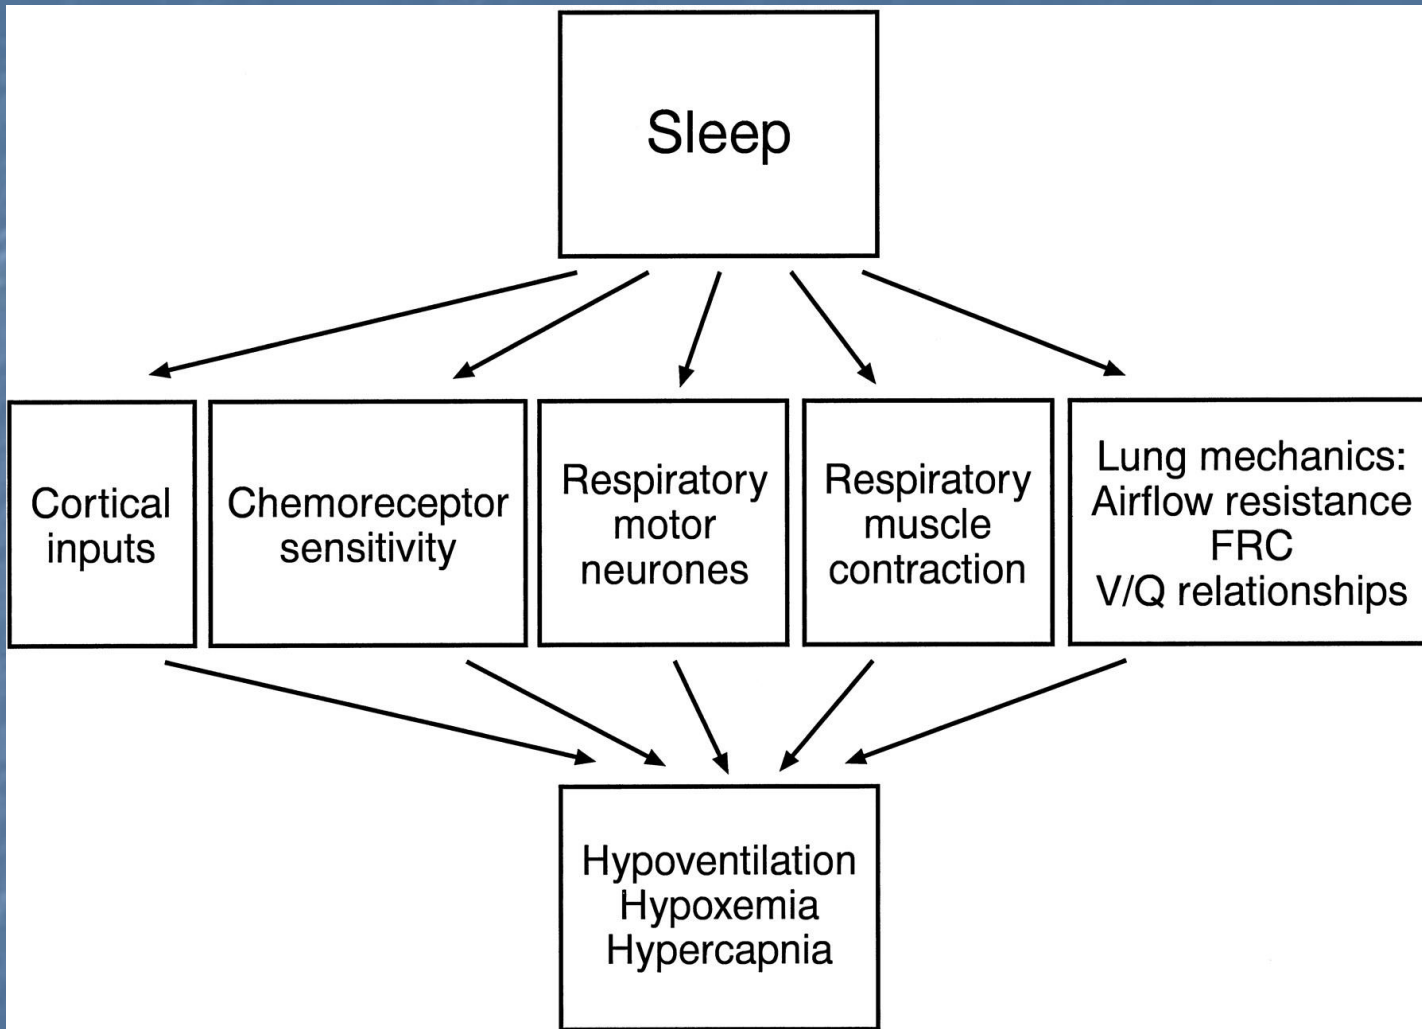 Sleep
Cortical
inputs
Chemoreceptor
sensitivity
Respiratory
motor
neurones
Respiratory
muscle
contraction
Lung mechanics:
Airflow resistance
FRC
V/Q relationships
Hypoventilation
Hypoxemia
Hypercapnia